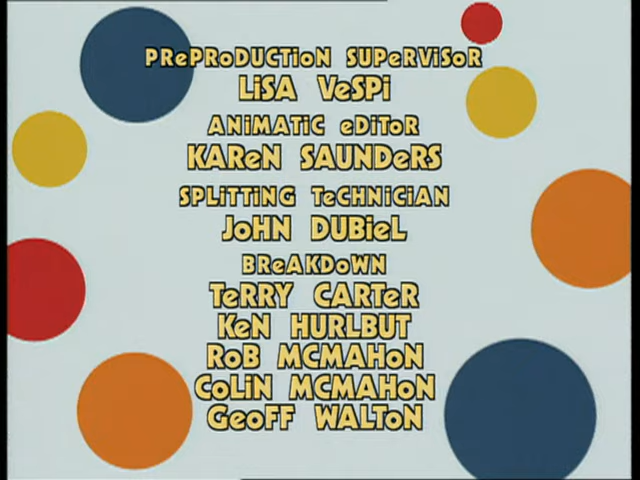 PRePRoDUCTioN SUPeRViSoR
LiSA VeSPi
ANiMATiC eDiToR
KAReN SAUNDeRS
SPLiTTiNG TeCHNiCiAN
JoHN DUBieL
BReAKDoWN
TeRRY CARTeR
KeN HURLBUT
RoB MCMAHoN
CoLiN MCMAHoN
GeoFF WALToN